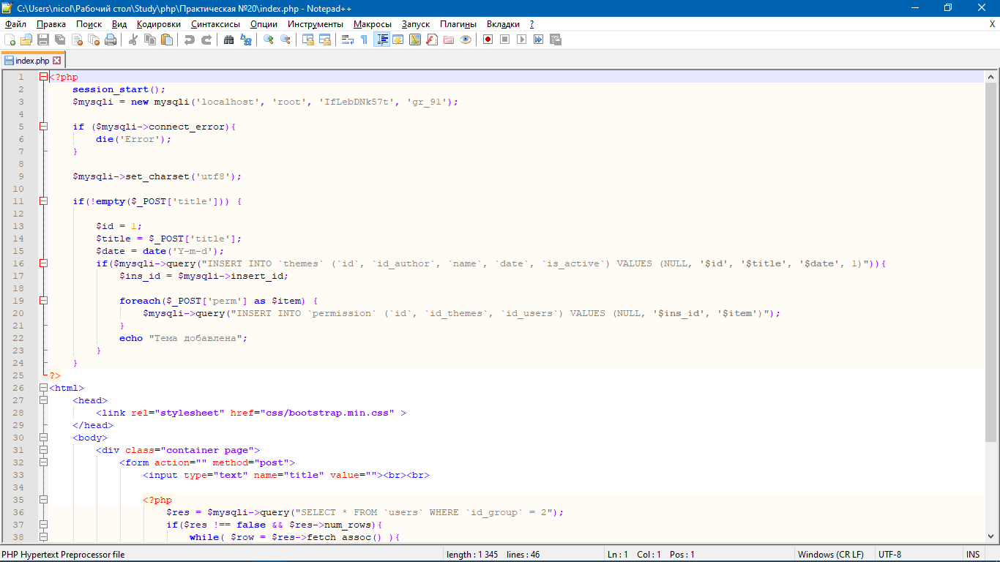 C:\Users\nicol\Рабочий стол\Study\php\Практическая №20\index.php - Notepad++
Файл Правка Поиск Вид Кодировки Синтаксисы Опции Инструменты Макросы Запуск Плагины Вкладки ? X
index.php
1 <?php
2 session_start();
3 $mysqli = new mysqli('localhost', 'root', 'IfLebDNk57t', 'gr_91');
4
5 if ($mysqli->connect_error){
6 die('Error');
7 }
8
9 $mysqli->set_charset('utf8');
10
11 if(!empty($_POST['title'])) {
12
13 $id = 1;
14 $title = $_POST['title'];
15 $date = date('Y-m-d');
16 if($mysqli->query("INSERT INTO `themes` (`id`, `id_author`, `name`, `date`, `is_active`) VALUES (NULL, '$id', '$title', '$date', 1)")){
17 $ins_id = $mysqli->insert_id;
18
19 foreach($_POST['perm'] as $item) {
20 $mysqli->query("INSERT INTO `permission` (`id`, `id_themes`, `id_users`) VALUES (NULL, '$ins_id', '$item')");
21 }
22 echo "Тема добавлена";
23 }
24 }
25 ?>
26 <html>
27 <head>
28 <link rel="stylesheet" href="css/bootstrap.min.css" >
29 </head>
30 <body>
31 <div class="container page">
32 <form action="" method="post">
33 <input type="text" name="title" value=""><br><br>
34
35 <?php
36 $res = $mysqli->query("SELECT * FROM `users` WHERE `id_group` = 2");
37 if($res !== false && $res->num_rows){
38 while( $row = $res->fetch_assoc() ){
PHP Hypertext Preprocessor file length : 1 345 lines : 46 Ln : 1 Col : 1 Pos : 1 Windows (CR LF) UTF-8 INS